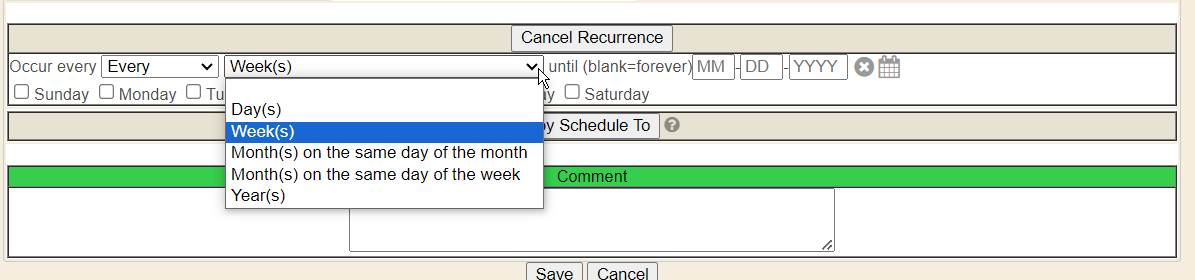 Cancel Recurrence
Occur every Every Week(s) until (blank=forever) MM - DD - YYYY
Sunday Monday Saturday
Day(s)
Week(s)
Schedule To ?
Month(s) on the same day of the month
Month(s) on the same day of the week
Comment
Year(s)
Save Cancel